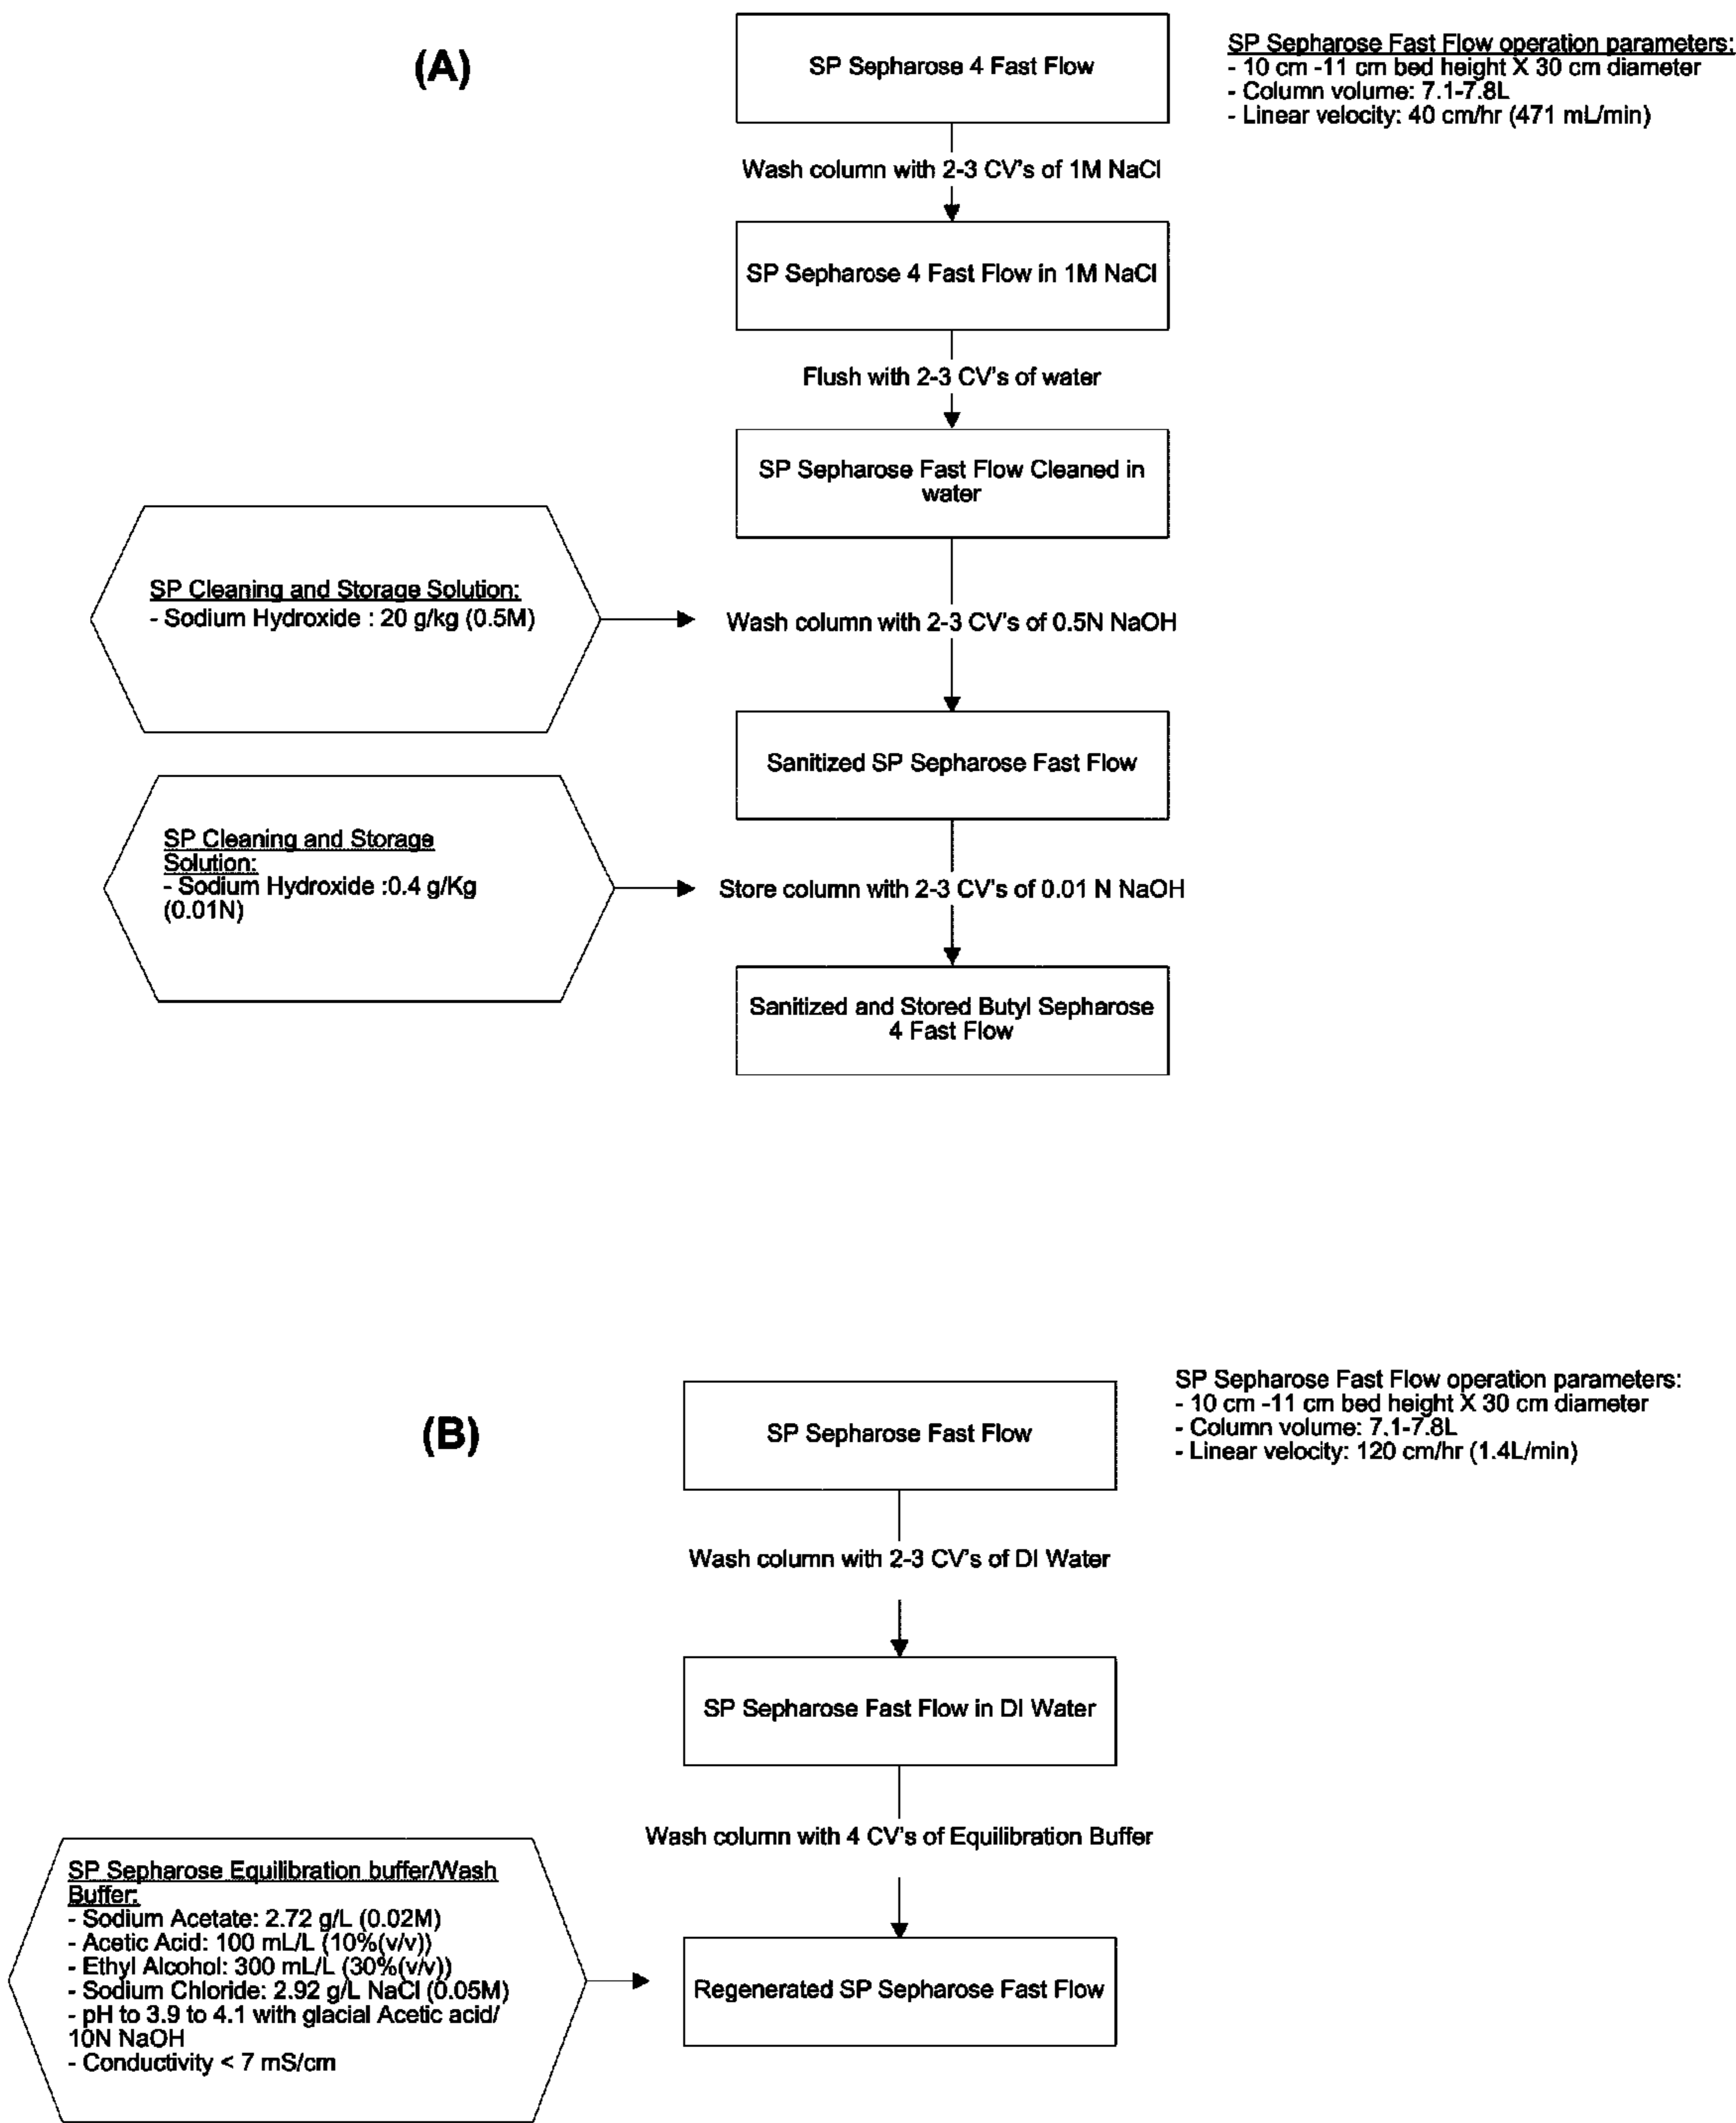 (A)
SP Sepharose 4 Fast Flow
SP Sepharose Fast Flow operation parameters:
- 10 cm -11 cm bed height X 30 cm diameter
- Column volume: 7.1-7.8L
- Linear velocity: 40 cm/hr (471 mL/min)
Wash column with 2-3 CV's of 1M NaCl
SP Sepharose 4 Fast Flow in 1M NaCl
Flush with 2-3 CV's of water
SP Sepharose Fast Flow Cleaned in
water
SP Cleaning and Storage Solution:
- Sodium Hydroxide : 20 g/kg (0.5M)
Wash column with 2-3 CV's of 0.5N NaOH
Sanitized SP Sepharose Fast Flow
SP Cleaning and Storage
Solution:
- Sodium Hydroxide :0.4 g/Kg
(0.01N)
Store column with 2-3 CV's of 0.01 N NaOH
Sanitized and Stored Butyl Sepharose
4 Fast Flow
(B)
SP Sepharose Fast Flow
SP Sepharose Fast Flow operation parameters:
- 10 cm -11 cm bed height X 30 cm diameter
- Column volume: 7.1-7.8L
- Linear velocity: 120 cm/hr (1.4L/min)
Wash column with 2-3 CV's of DI Water
SP Sepharose Fast Flow in DI Water
Wash column with 4 CV's of Equilibration Buffer
SP Sepharose Equilibration buffer/Wash
Buffer:
- Sodium Acetate: 2.72 g/L (0.02M)
- Acetic Acid: 100 mL/L (10%(v/v))
- Ethyl Alcohol: 300 mL/L (30%(v/v))
- Sodium Chloride: 2.92 g/L NaCl (0.05M)
- pH to 3.9 to 4.1 with glacial Acetic acid/
10N NaOH
- Conductivity < 7 mS/cm
Regenerated SP Sepharose Fast Flow